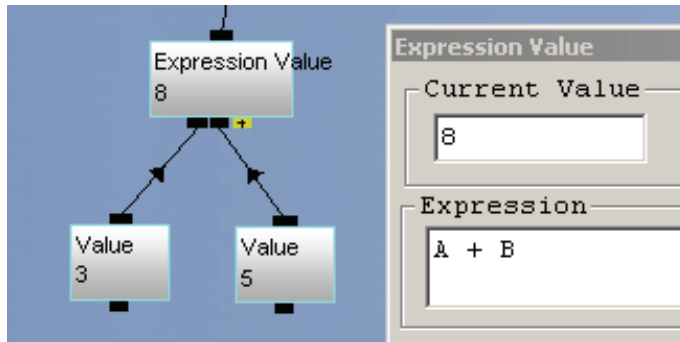 Expression Value
8
+
Value
3
Value
5
Expression Value
Current Value
8
Expression
A + B